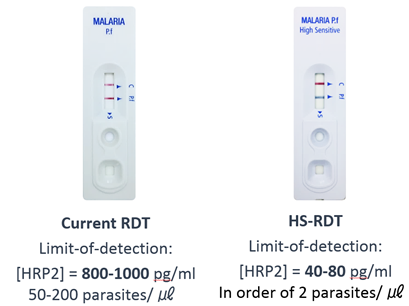 MALARIA
P.f
C
P.f
S
MALARIA P.f
High Sensitive
C
P.f
S
Current RDT
Limit-of-detection:
[HRP2] = 800-1000 pg/ml
50-200 parasites/ ㎕
HS-RDT
Limit-of-detection:
[HRP2] = 40-80 pg/ml
In order of 2 parasites/ ㎕